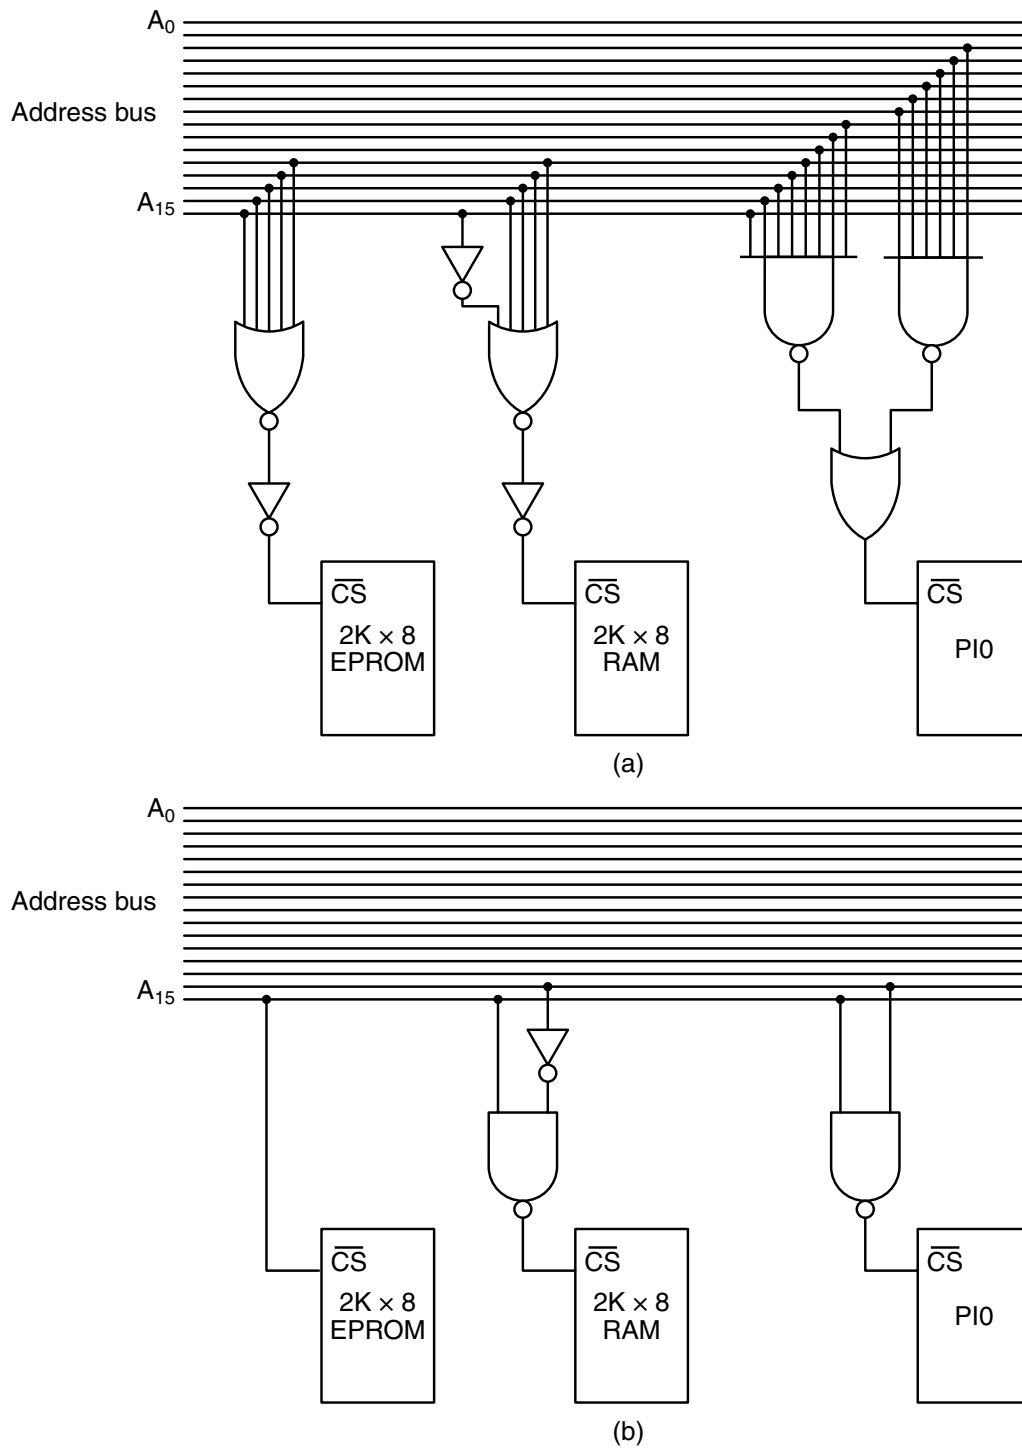 A₀
Address bus
A₁₅
CS
2K × 8
EPROM
CS
2K × 8
RAM
CS
PI0
(a)
A₀
Address bus
A₁₅
CS
2K × 8
EPROM
CS
2K × 8
RAM
CS
PI0
(b)